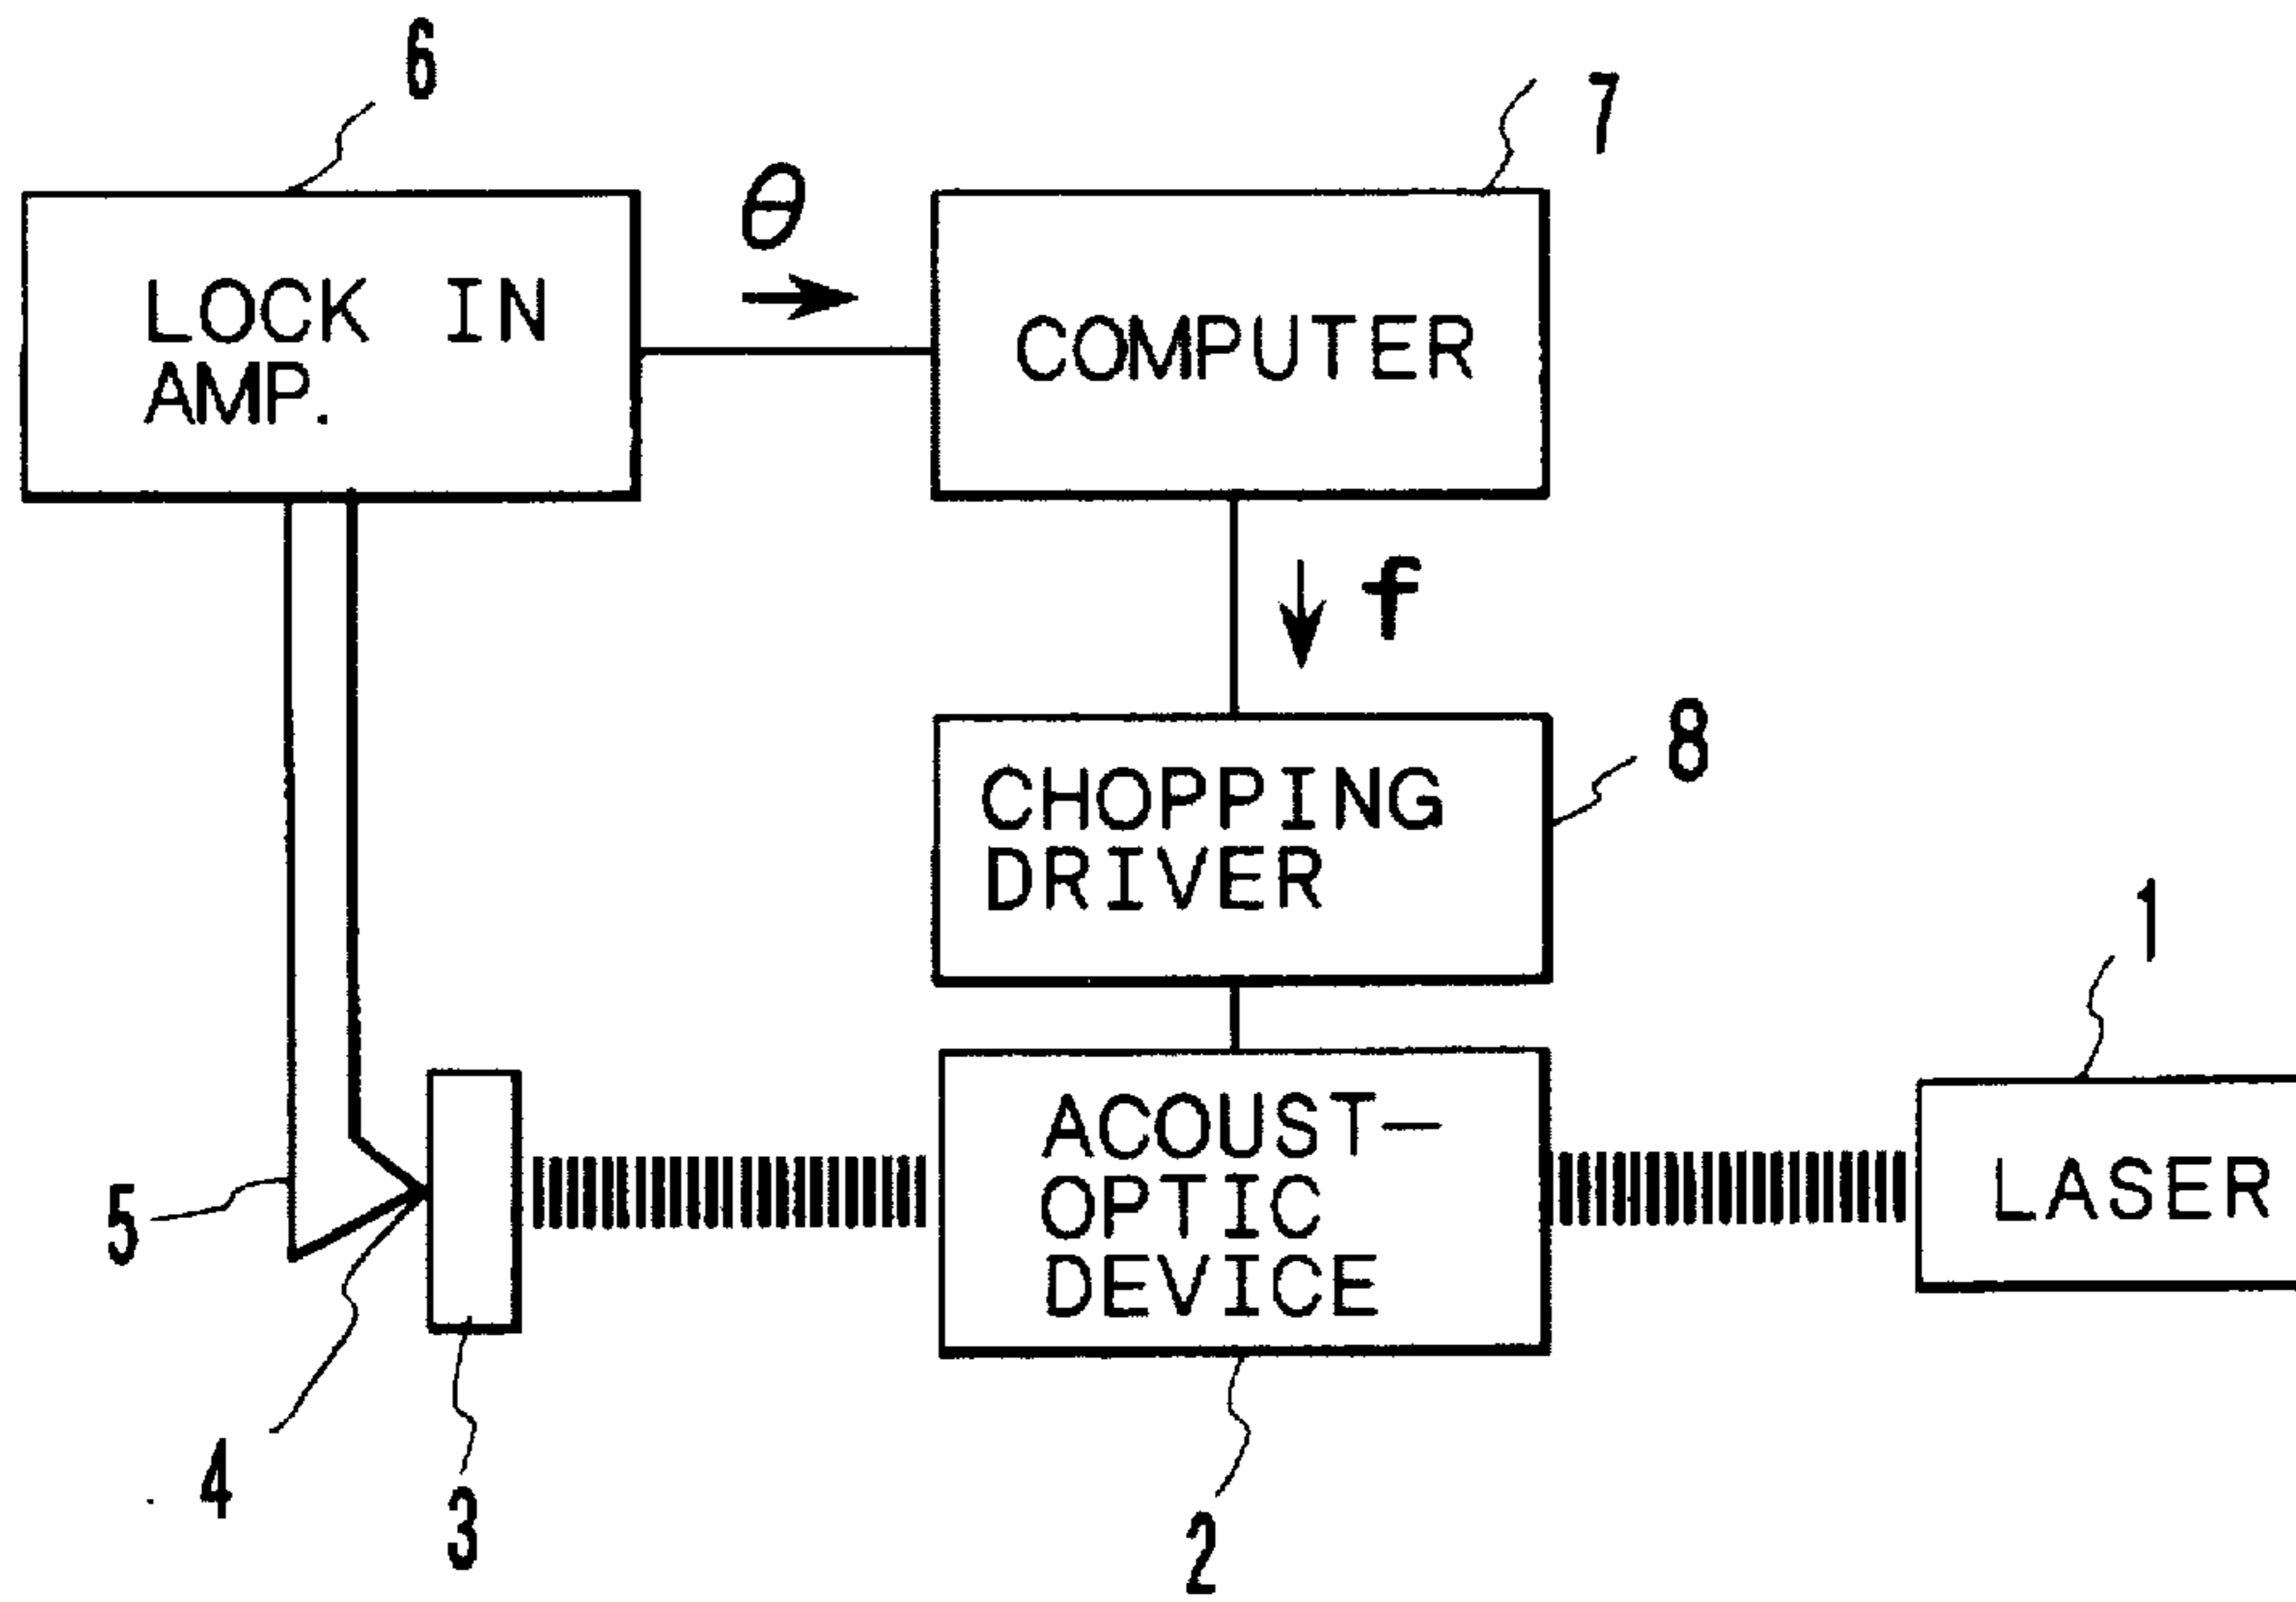 6
7
θ
LOCK IN
AMP.
COMPUTER
f
8
CHOPPING
DRIVER
1
ACOUST—
OPTIC
DEVICE
LASER
5
4
3
2